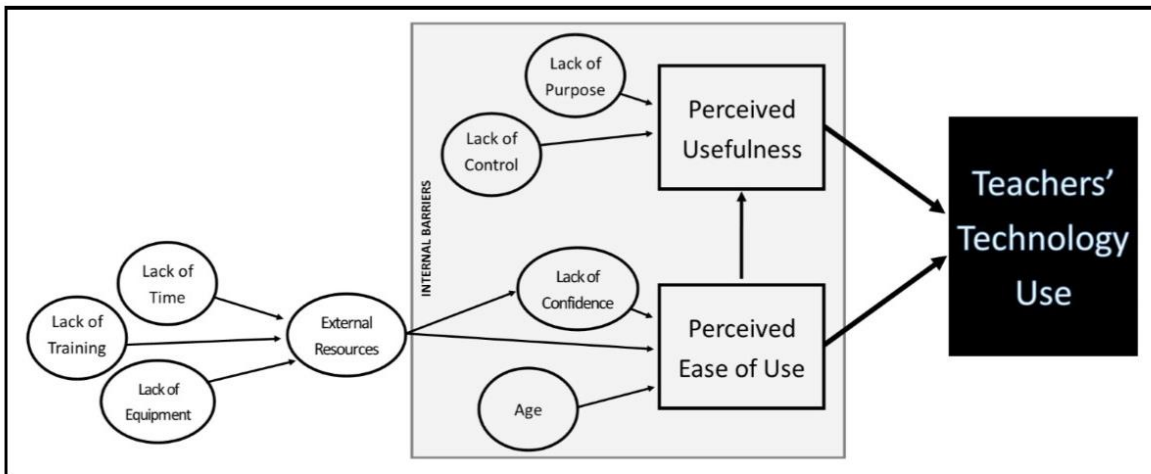 Lack of
Purpose
Perceived
Usefulness
Lack of
Control
Teachers’
Technology
Use
INTERNAL BARRIERS
Lack of
Time
Lack of
Confidence
Lack of
Training
External
Resources
Perceived
Ease of Use
Lack of
Equipment
Age